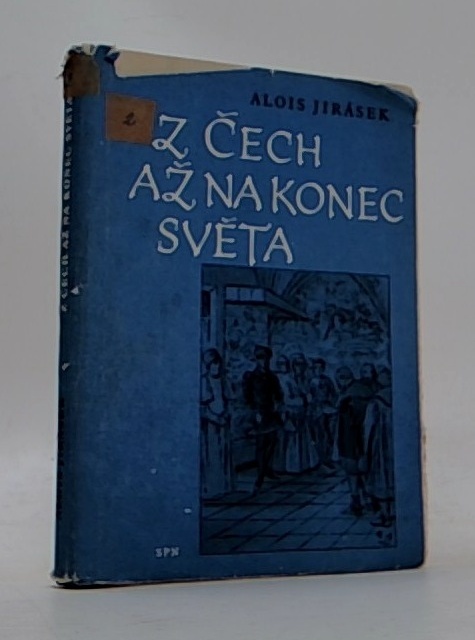 ALOIS JIRÁSEK
2
Z ČECH
AŽ NA KONEC
SVĚTA
SPN
Z ČECH AŽ NA KONEC SVĚTA